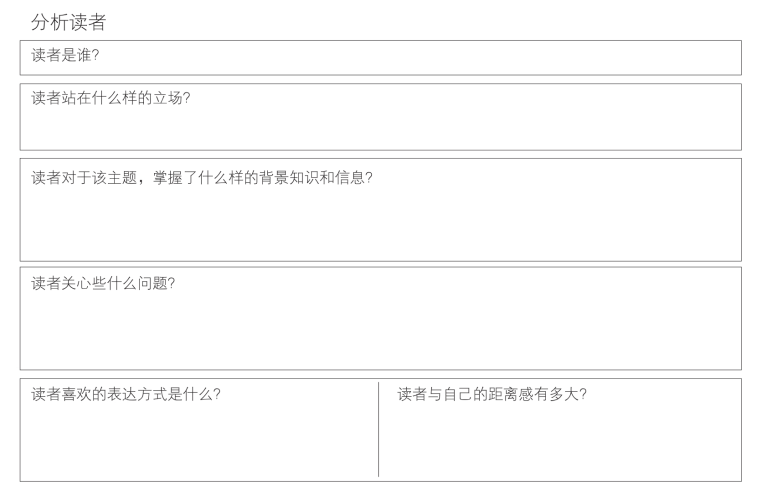 分析读者
读者是谁?
读者站在什么样的立场?
读者对于该主题，掌握了什么样的背景知识和信息?
读者关心些什么问题?
读者喜欢的表达方式是什么?
读者与自己的距离感有多大?